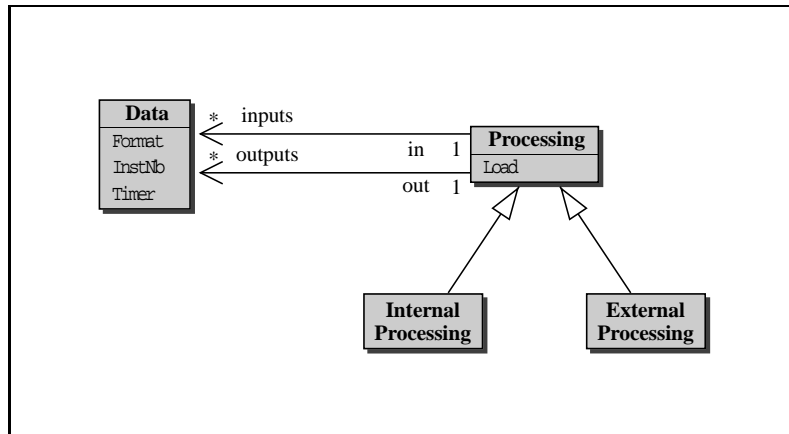 Data
Format
InstNb
Timer
* inputs
* outputs
in 1
out 1
Processing
Load
Internal
Processing
External
Processing